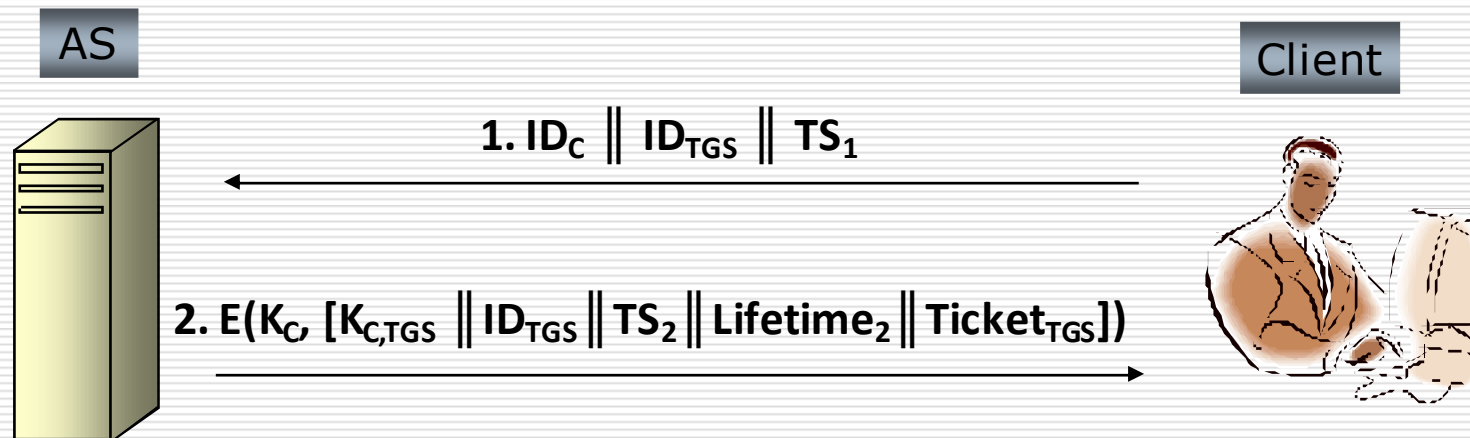 AS
Client
1. ID_C ‖ ID_TGS ‖ TS_1
2. E(K_C, [K_C,TGS ‖ ID_TGS ‖ TS_2 ‖ Lifetime_2 ‖ Ticket_TGS])